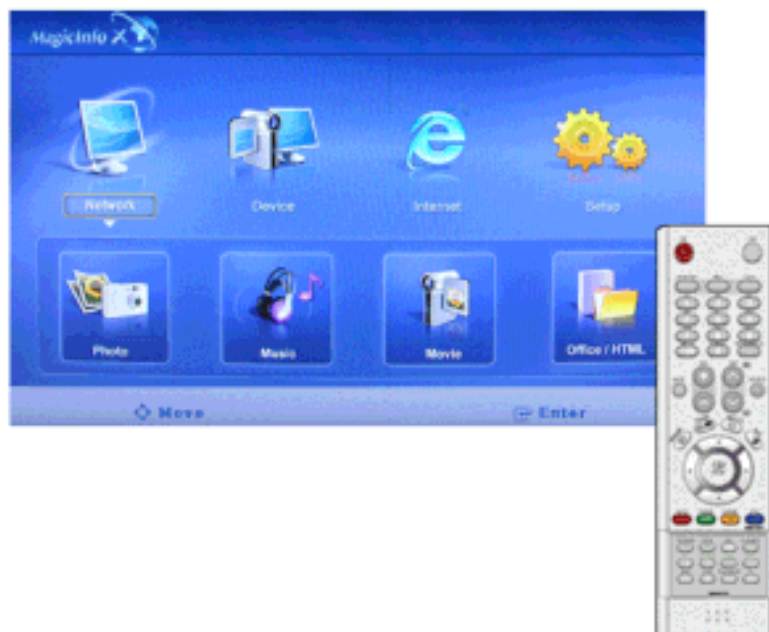 MagicInfo X
Network Device Internet Setup
Photo Music Movie Office / HTML
Move Enter